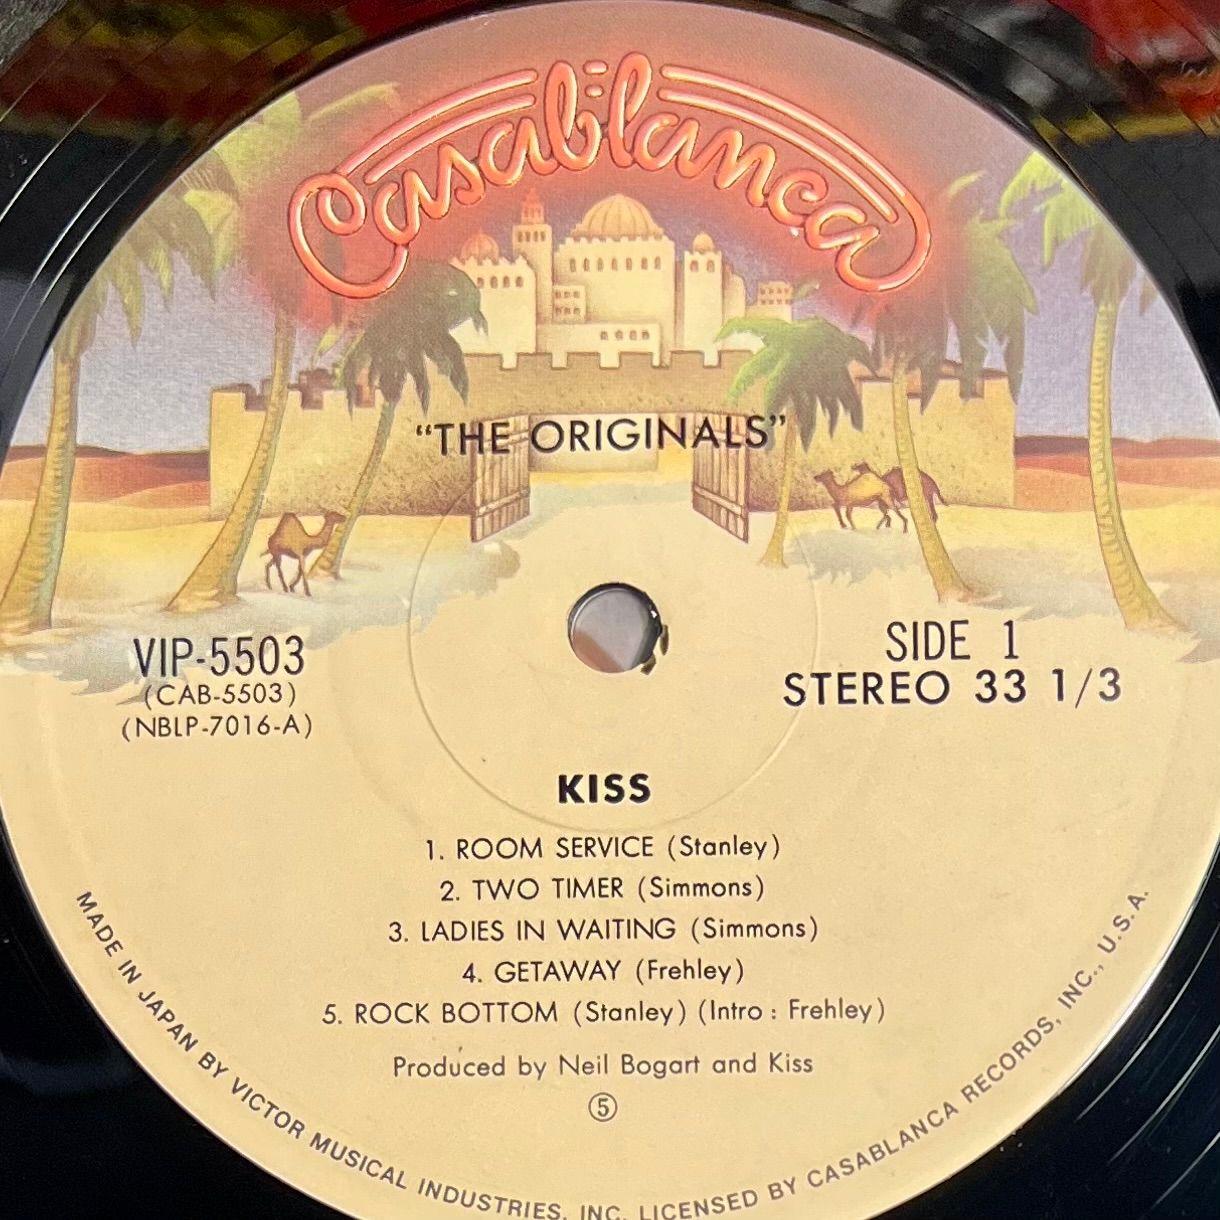 Casablanca
“THE ORIGINALS”
VIP-5503
(CAB-5503)
(NBLP-7016-A)
SIDE 1
STEREO 33 1/3
KISS
1. ROOM SERVICE (Stanley)
2. TWO TIMER (Simmons)
3. LADIES IN WAITING (Simmons)
4. GETAWAY (Frehley)
5. ROCK BOTTOM (Stanley) (Intro : Frehley)
Produced by Neil Bogart and Kiss
⑤
MADE IN JAPAN BY VICTOR MUSICAL INDUSTRIES, INC. LICENSED BY CASABLANCA RECORDS, INC., U.S.A.